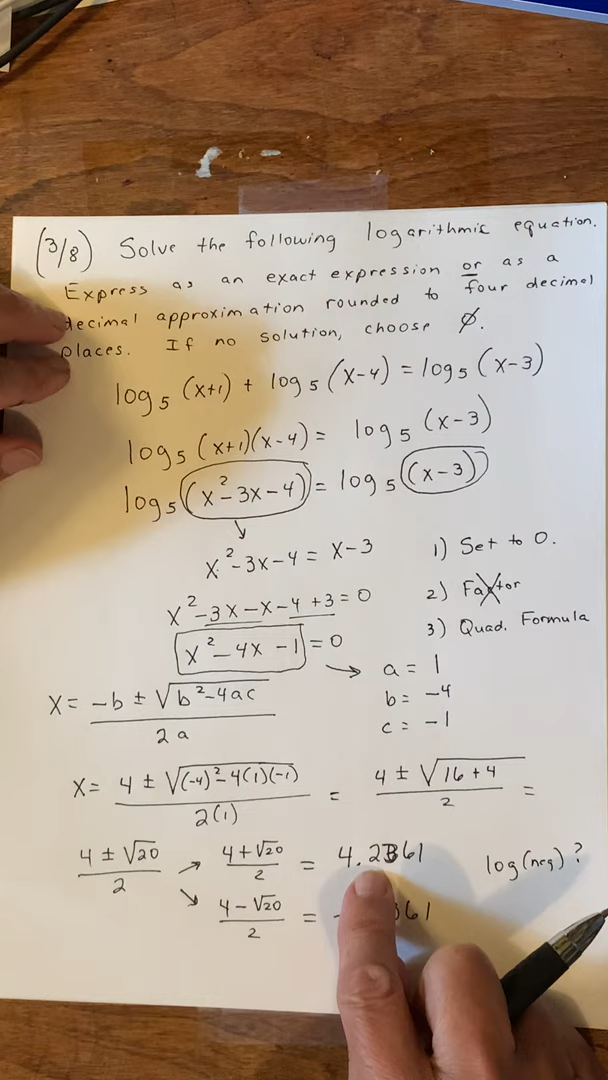 (3/8) Solve the following logarithmic equation.
Express as an exact expression or as a
decimal approximation rounded to four decimal
places. If no solution, choose ∅.
log₅(x+1) + log₅(x-4) = log₅(x-3)
log₅(x+1)(x-4) = log₅(x-3)
log₅(x²-3x-4) = log₅(x-3)
x²-3x-4 = x-3
x²-3x-x-4+3=0
x²-4x-1=0
1) Set to 0.
2) Factor
3) Quad. Formula
a = 1
b = -4
c = -1
x = (-b ± √(b²-4ac))/(2a)
x = (4 ± √((-4)²-4(1)(-1)))/(2(1)) = (4 ± √(16+4))/2 =
(4 ± √20)/2 ↗ (4+√20)/2 = 4.2361 log(neg)?
↘ (4-√20)/2 = - 361